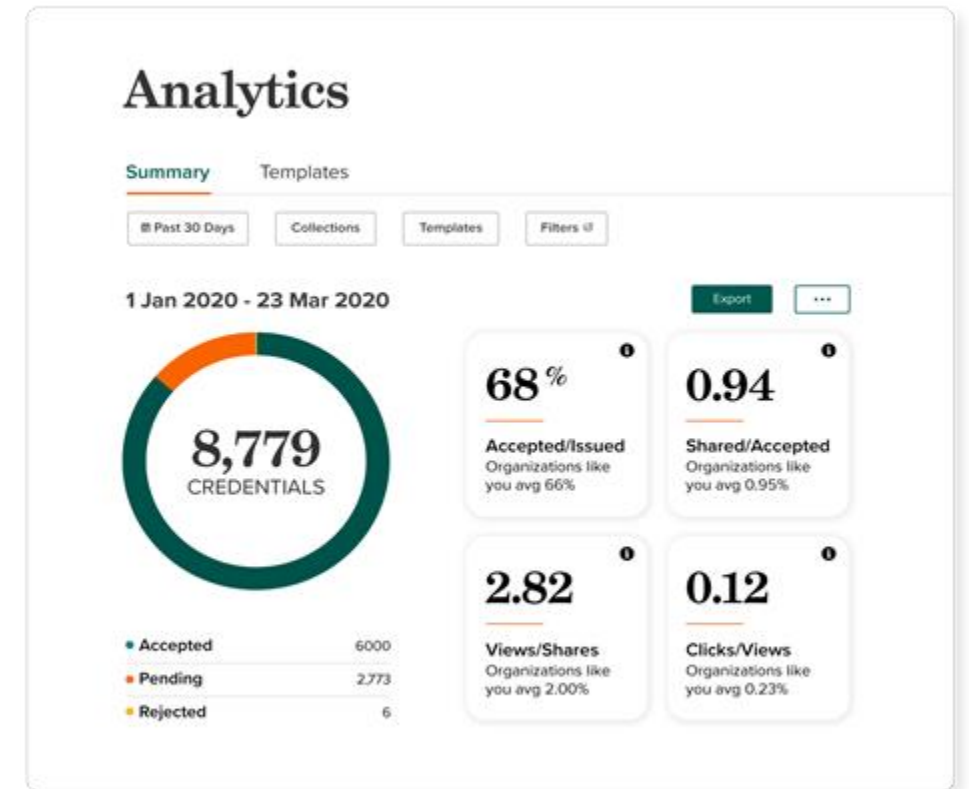 Analytics
Summary Templates
Past 30 Days Collections Templates Filters
1 Jan 2020 - 23 Mar 2020
Export ...
8,779
CREDENTIALS
Accepted 6000
Pending 2,773
Rejected 6
68 %
Accepted/Issued
Organizations like
you avg 66%
0.94
Shared/Accepted
Organizations like
you avg 0.95%
2.82
Views/Shares
Organizations like
you avg 2.00%
0.12
Clicks/Views
Organizations like
you avg 0.23%